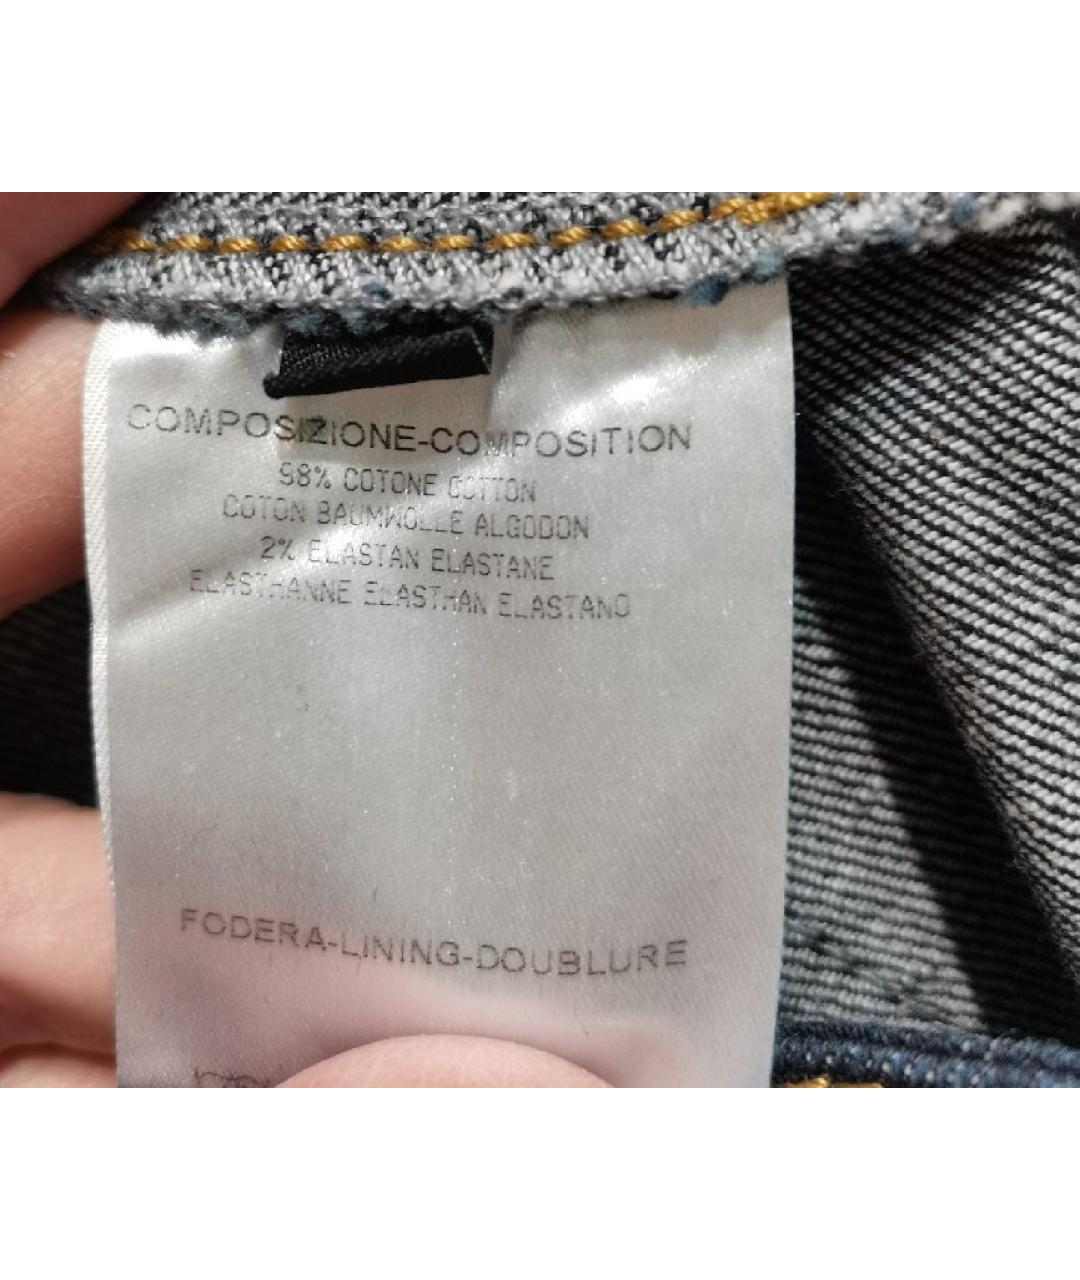 COMPOSIZIONE-COMPOSITION
98% COTONE COTTON
COTON BAUMWOLLE ALGODON
2% ELASTAN ELASTANE
ELASTHANNE ELASTHAN ELASTANO
FODERA-LINING-DOUBLURE